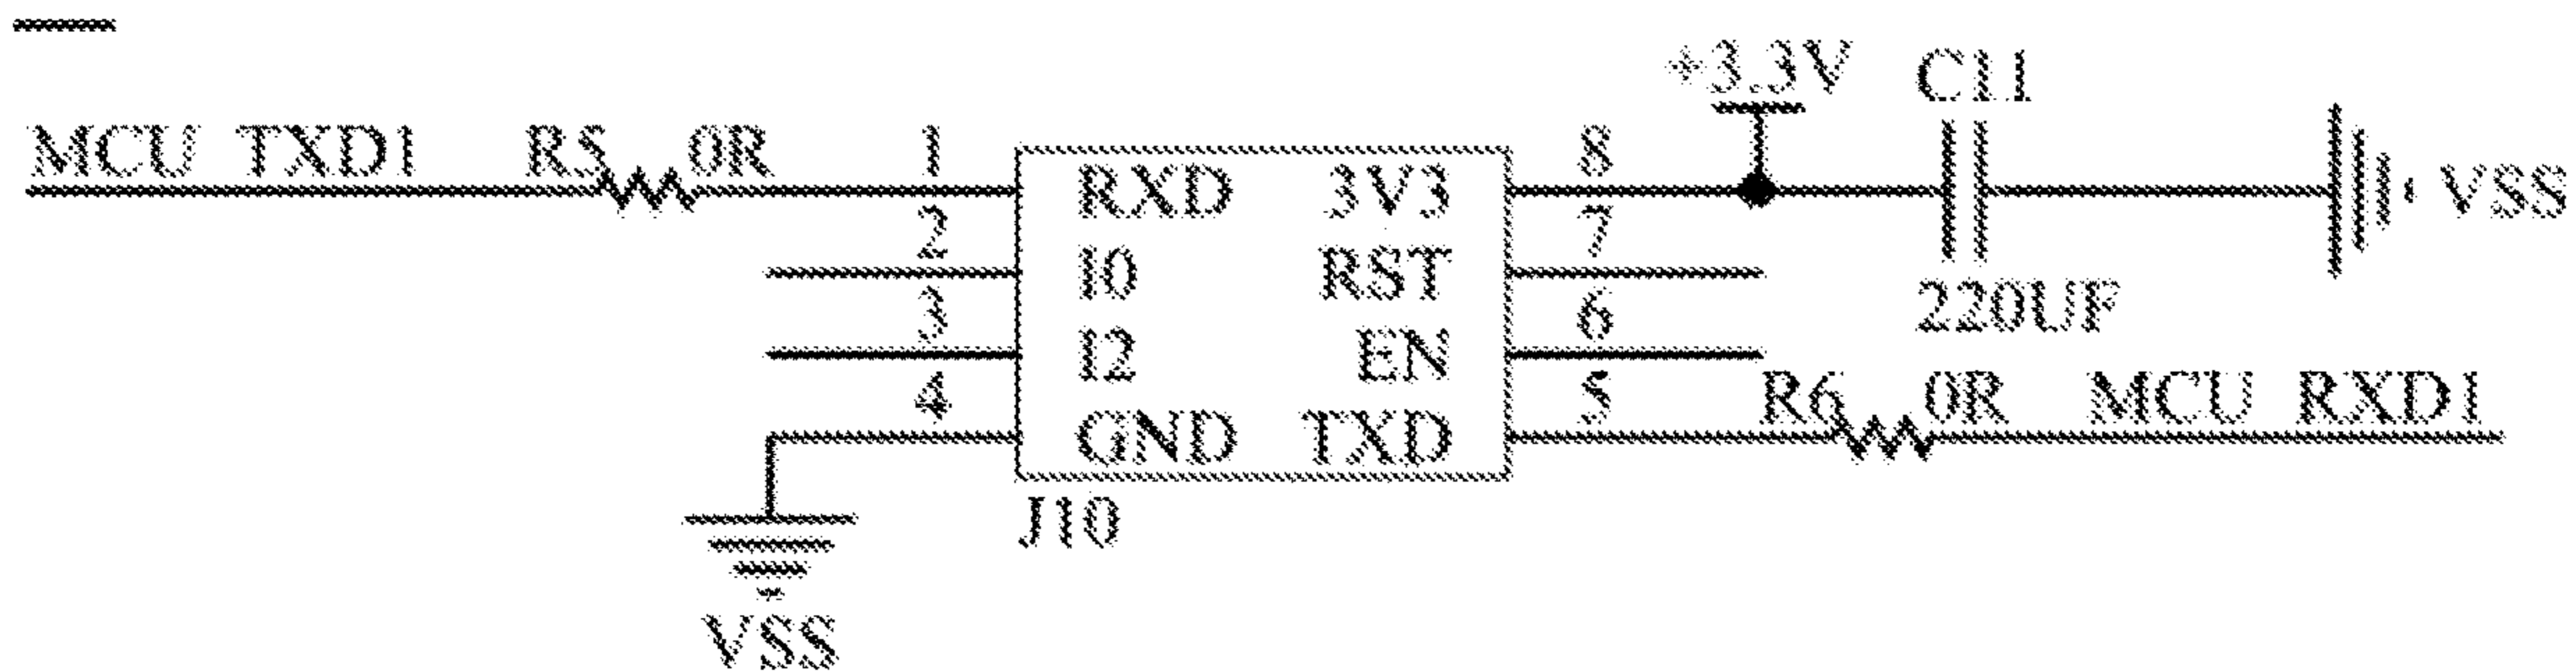 +3.3V C11
MCU TXD1 R5 0R 1 8
RXD 3V3 VSS
2 7
I0 RST
3 6 220UF
I2 EN
4 5 R6 0R MCU RXD1
GND TXD
J10
VSS